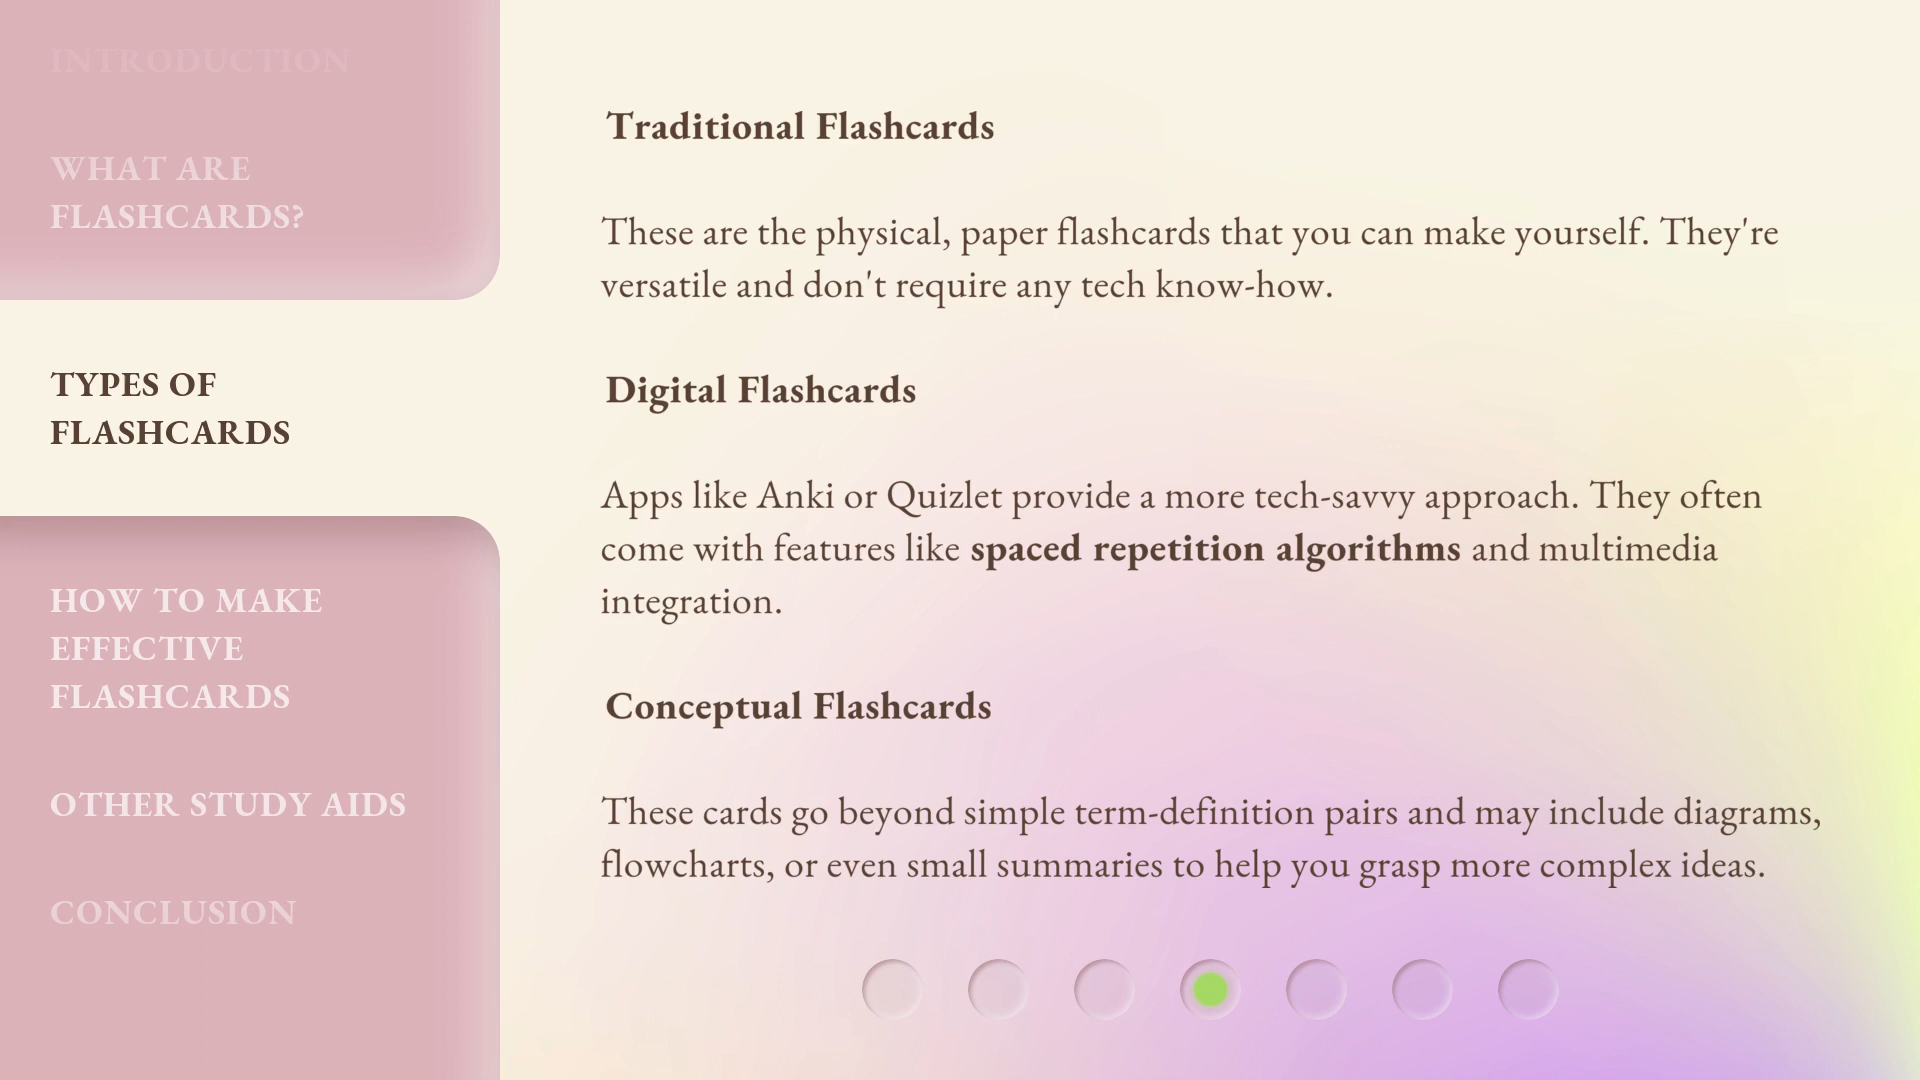 INTRODUCTION
WHAT ARE
FLASHCARDS?
TYPES OF
FLASHCARDS
HOW TO MAKE
EFFECTIVE
FLASHCARDS
OTHER STUDY AIDS
CONCLUSION
Traditional Flashcards
These are the physical, paper flashcards that you can make yourself. They're
versatile and don't require any tech know-how.
Digital Flashcards
Apps like Anki or Quizlet provide a more tech-savvy approach. They often
come with features like spaced repetition algorithms and multimedia
integration.
Conceptual Flashcards
These cards go beyond simple term-definition pairs and may include diagrams,
flowcharts, or even small summaries to help you grasp more complex ideas.